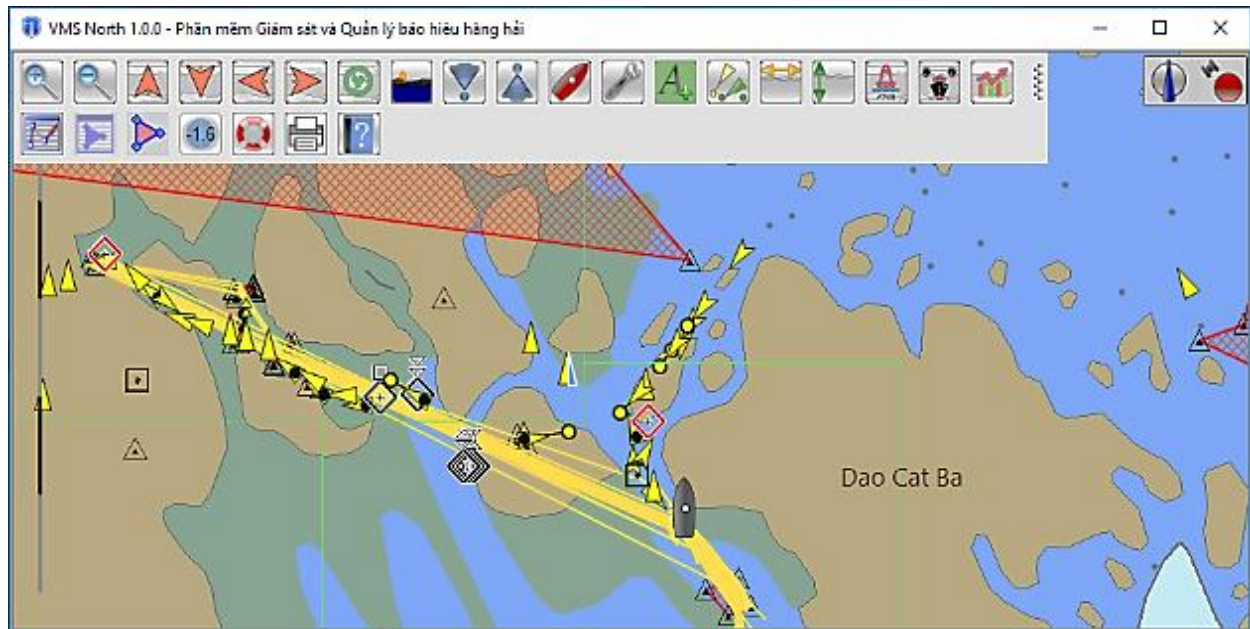 VMS North 1.0.0 - Phần mềm Giám sát và Quản lý báo hiệu hàng hải
-1.6
Dao Cat Ba